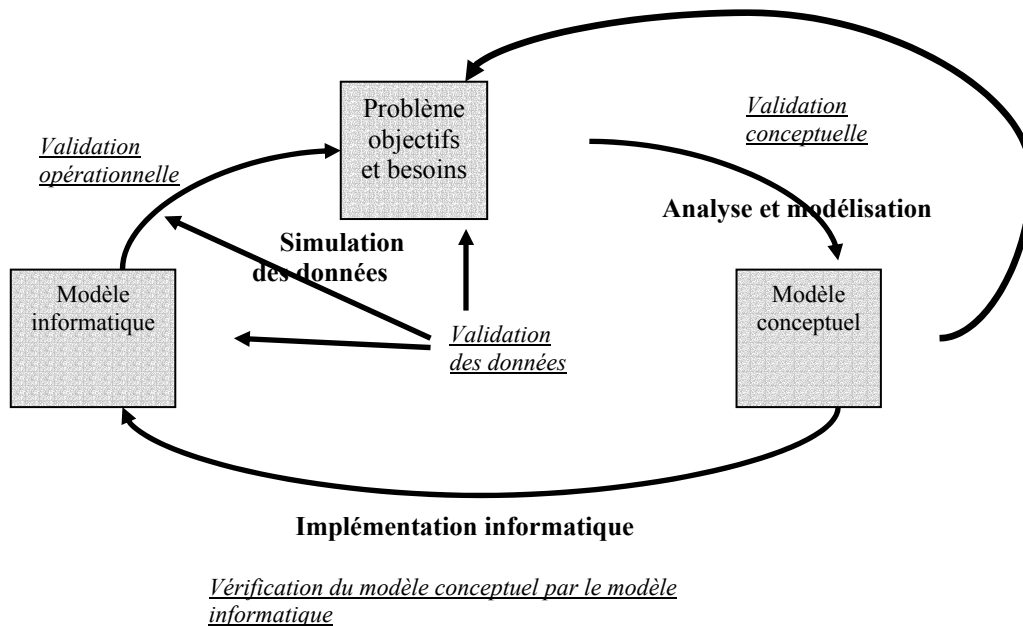 Problème
objectifs
et besoins
Validation
conceptuelle
Validation
opérationnelle
Analyse et modélisation
Simulation
des données
Modèle
informatique
Modèle
conceptuel
Validation
des données
Implémentation informatique
Vérification du modèle conceptuel par le modèle
informatique